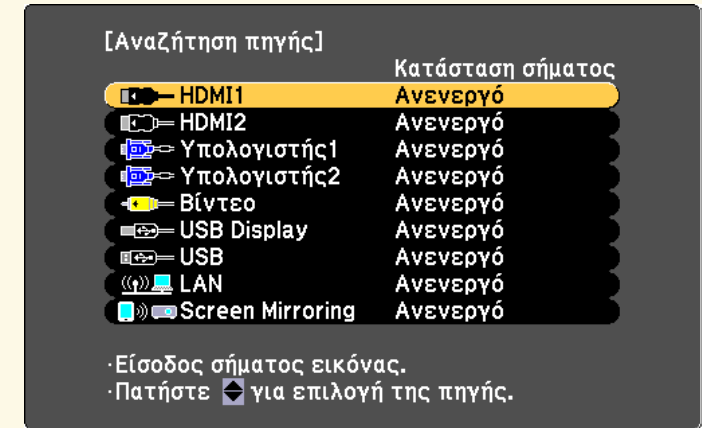 [Αναζήτηση πηγής]
Κατάσταση σήματος
HDMI1 Ανενεργό
HDMI2 Ανενεργό
Υπολογιστής1 Ανενεργό
Υπολογιστής2 Ανενεργό
Βίντεο Ανενεργό
USB Display Ανενεργό
USB Ανενεργό
LAN Ανενεργό
Screen Mirroring Ανενεργό
·Είσοδος σήματος εικόνας.
·Πατήστε για επιλογή της πηγής.